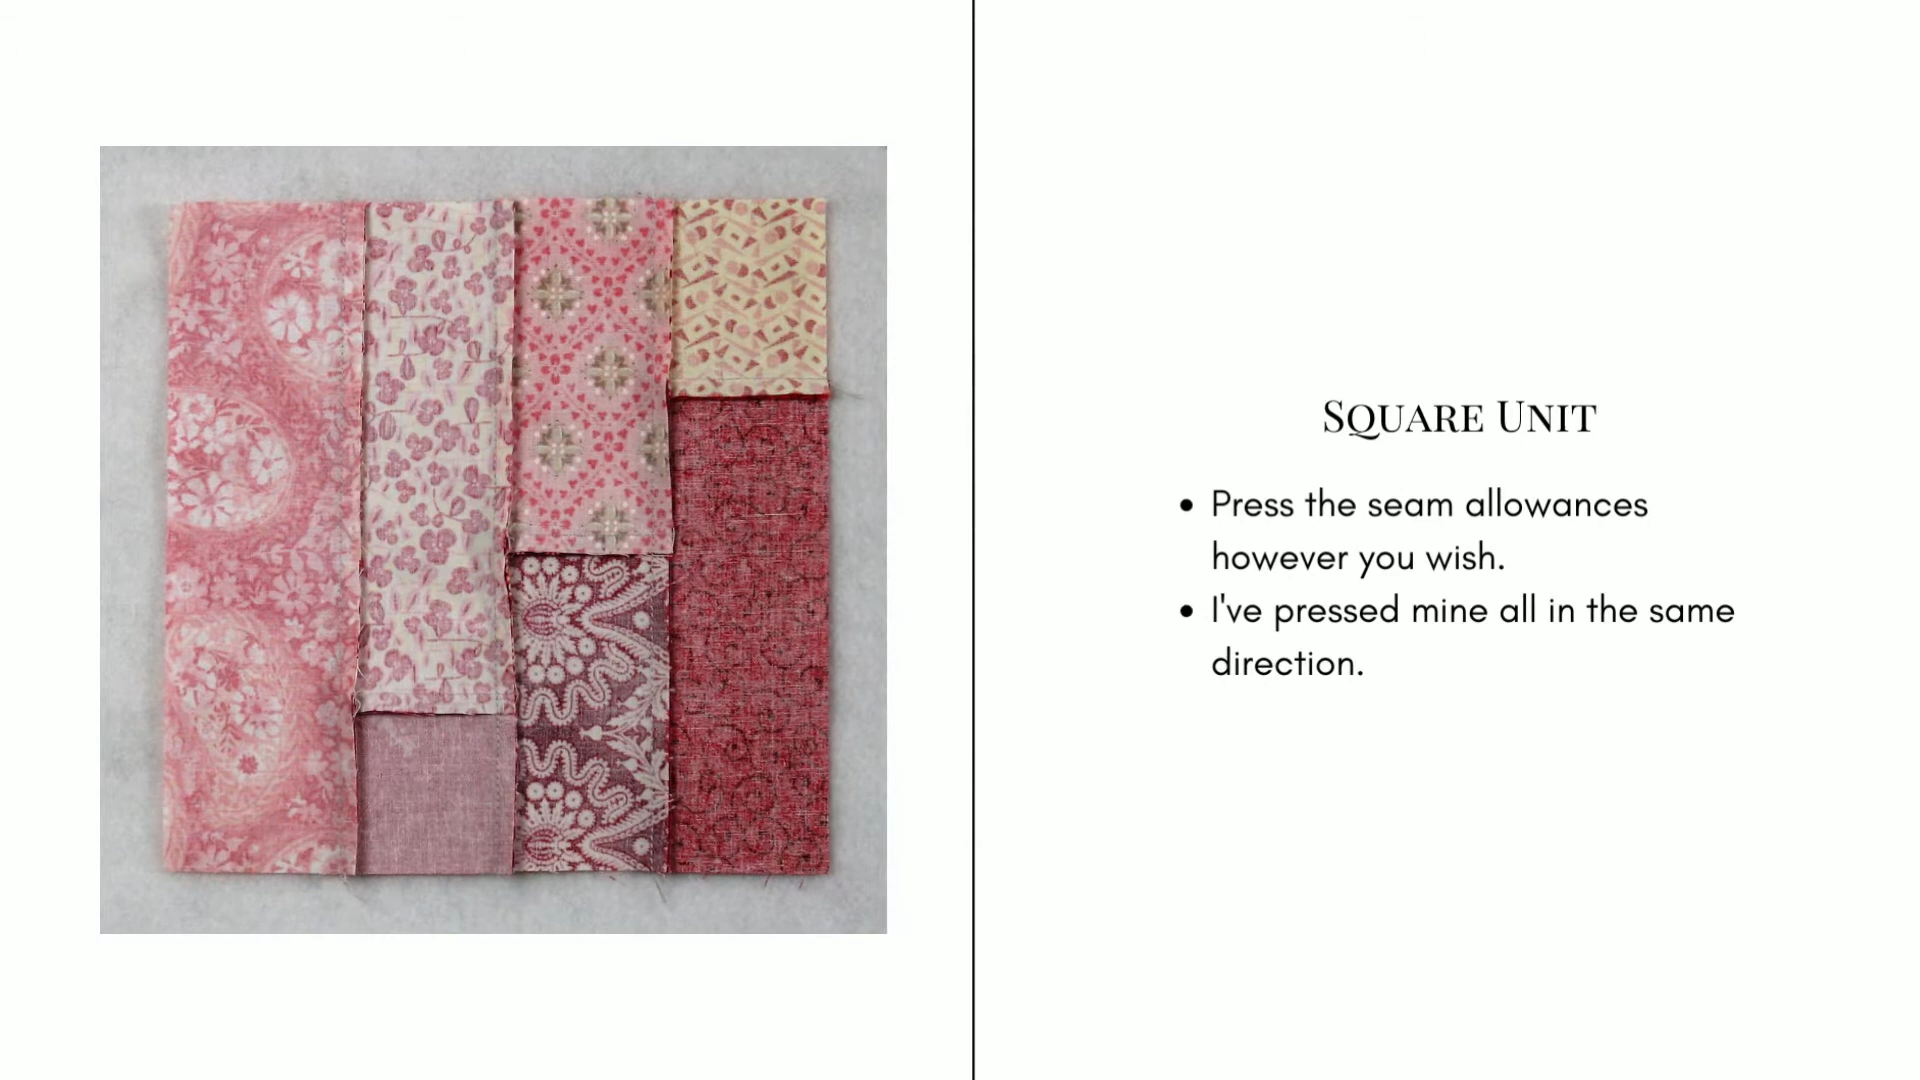 Square Unit
• Press the seam allowances
however you wish.
• I've pressed mine all in the same
direction.